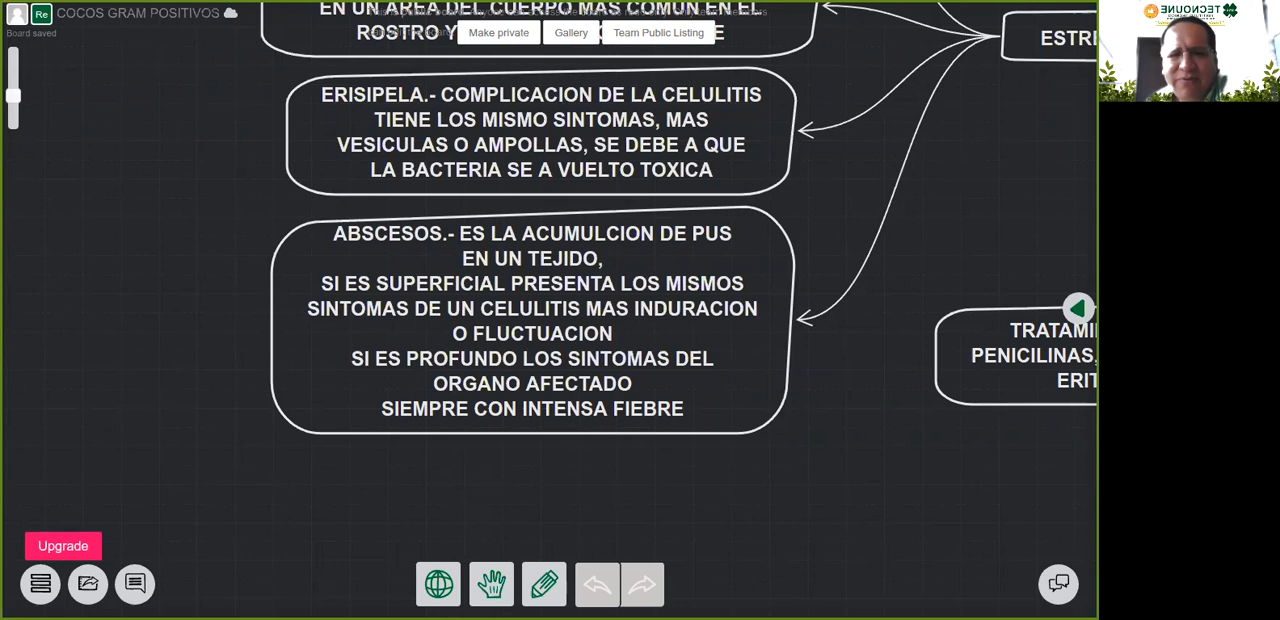 COCOS GRAM POSITIVOS
Re
Board saved
EN UN AREA DEL CUERPO MAS COMUN EN EL
Make private
Gallery
Team Public Listing
ERISIPELA.- COMPLICACION DE LA CELULITIS
TIENE LOS MISMO SINTOMAS, MAS
VESICULAS O AMPOLLAS, SE DEBE A QUE
LA BACTERIA SE A VUELTO TOXICA
ABSCESOS.- ES LA ACUMULCION DE PUS
EN UN TEJIDO,
SI ES SUPERFICIAL PRESENTA LOS MISMOS
SINTOMAS DE UN CELULITIS MAS INDURACION
O FLUCTUACION
SI ES PROFUNDO LOS SINTOMAS DEL
ORGANO AFECTADO
SIEMPRE CON INTENSA FIEBRE
ESTRE
TRATAMI
PENICILINAS,
ERIT
Upgrade
TECNOUNE